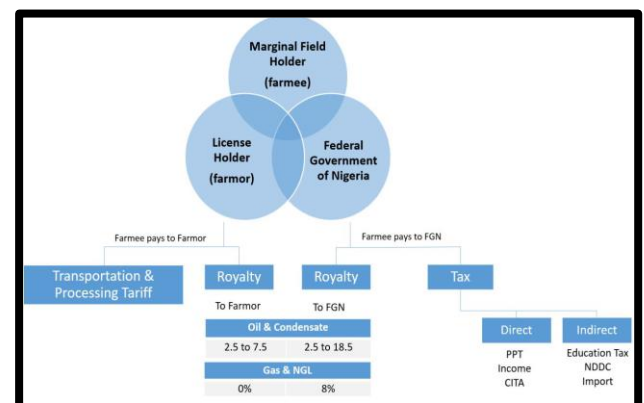 Marginal Field
Holder
(farmee)
License
Holder
(farmor)
Federal
Government
of Nigeria
Farmee pays to Farmor
Farmee pays to FGN
Transportation &
Processing Tariff
Royalty
Royalty
Tax
To Farmor
To FGN
Oil & Condensate
2.5 to 7.5
2.5 to 18.5
Gas & NGL
0%
8%
Direct
Indirect
PPT
Income
CITA
Education Tax
NDDC
Import